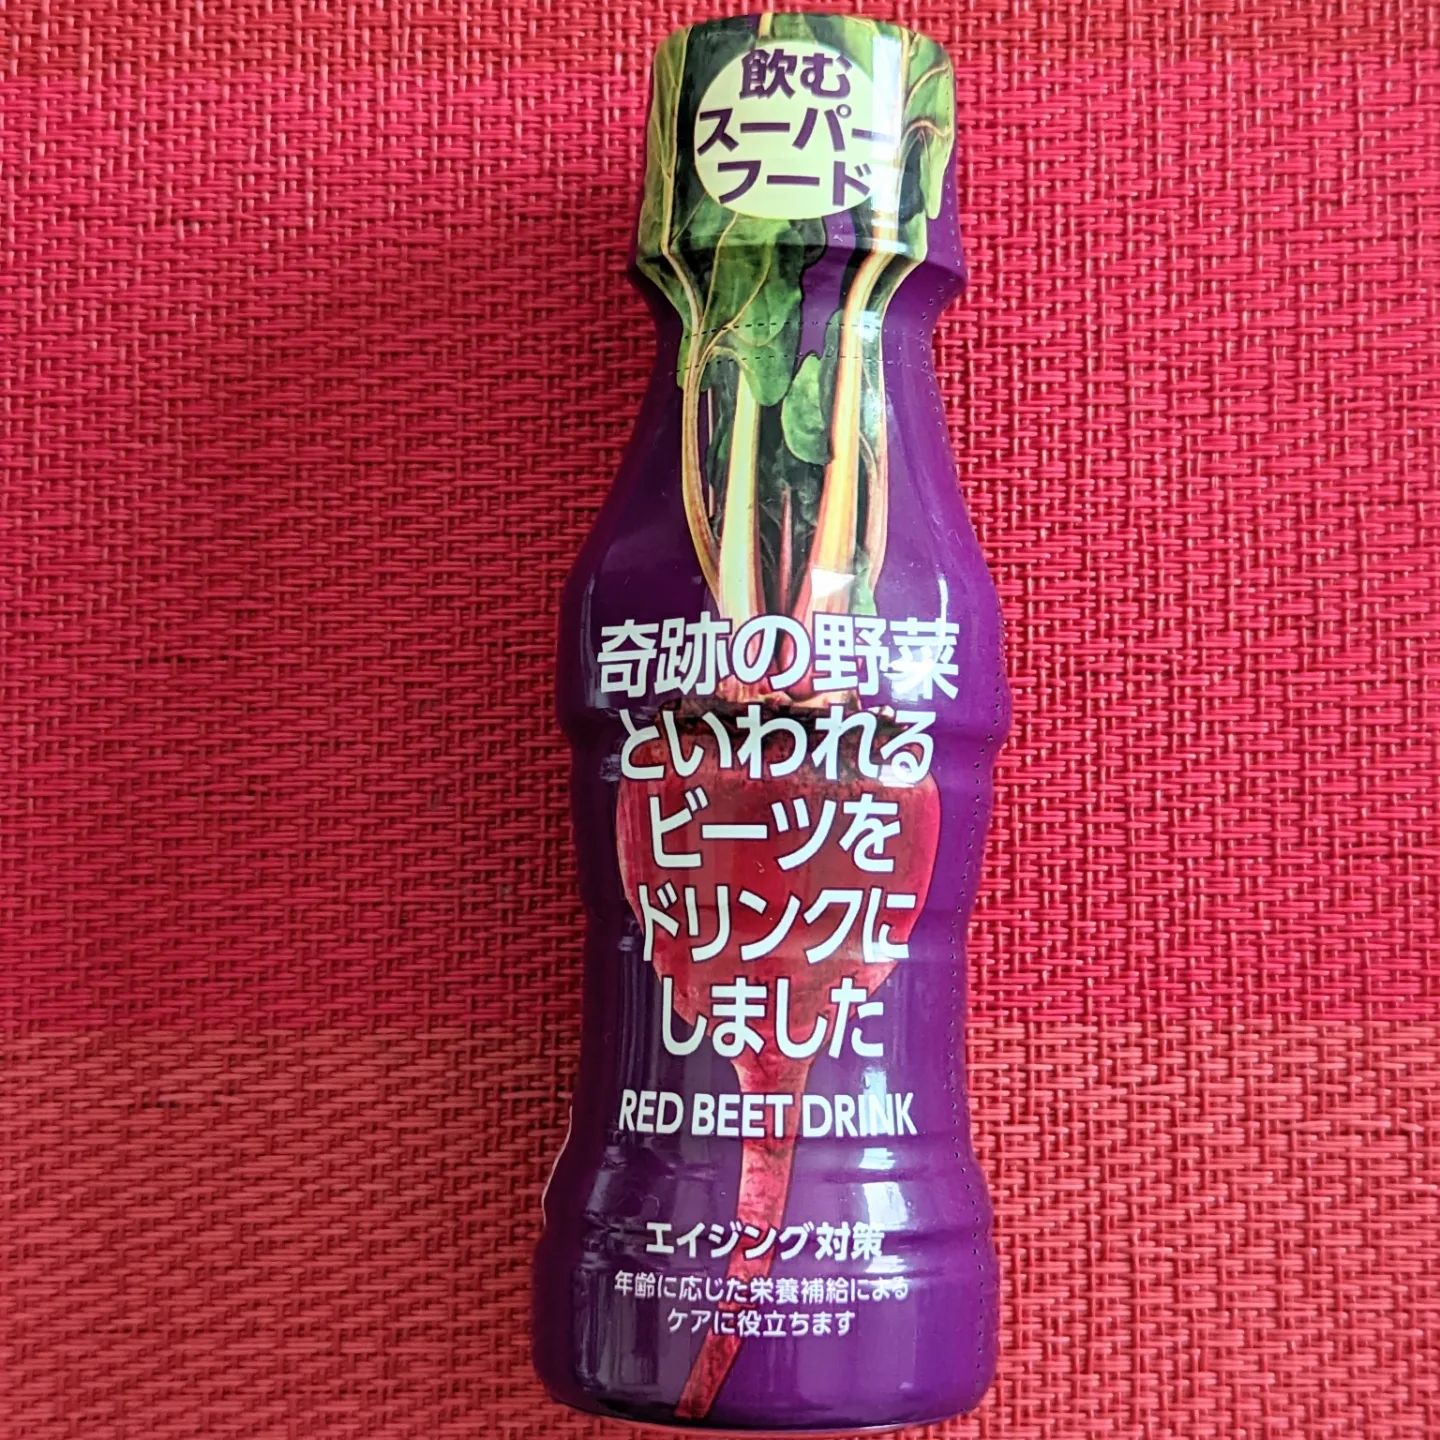 飲む
スーパー
フード
奇跡の野菜
といわれる
ビーツを
ドリンクに
しました
RED BEET DRINK
エイジング対策
年齢に応じた栄養補給による
ケアに役立ちます